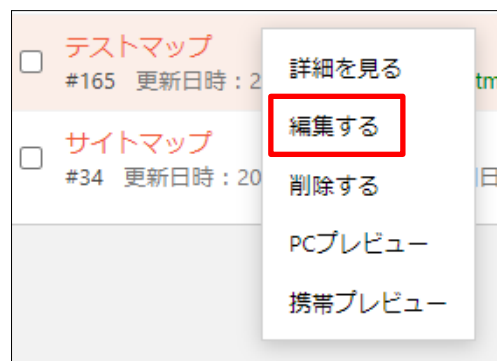 テストマップ
#165 更新日時：2
tm
サイトマップ
#34 更新日時：20
日
詳細を見る
編集する
削除する
PCプレビュー
携帯プレビュー